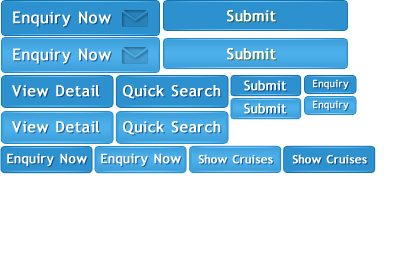 Enquiry Now
Submit
Enquiry Now
Submit
View Detail
Quick Search
Submit
Enquiry
Submit
Enquiry
View Detail
Quick Search
Enquiry Now
Enquiry Now
Show Cruises
Show Cruises